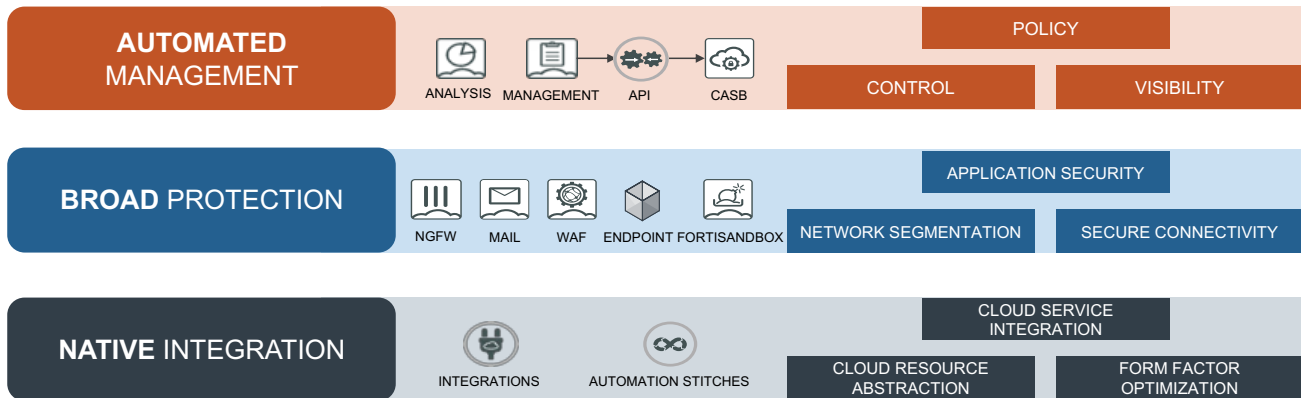 AUTOMATED
MANAGEMENT
ANALYSIS
MANAGEMENT
API
CASB
POLICY
CONTROL
VISIBILITY
BROAD PROTECTION
NGFW
MAIL
WAF
ENDPOINT
FORTISANDBOX
APPLICATION SECURITY
NETWORK SEGMENTATION
SECURE CONNECTIVITY
NATIVE INTEGRATION
INTEGRATIONS
AUTOMATION STITCHES
CLOUD SERVICE
INTEGRATION
CLOUD RESOURCE
ABSTRACTION
FORM FACTOR
OPTIMIZATION